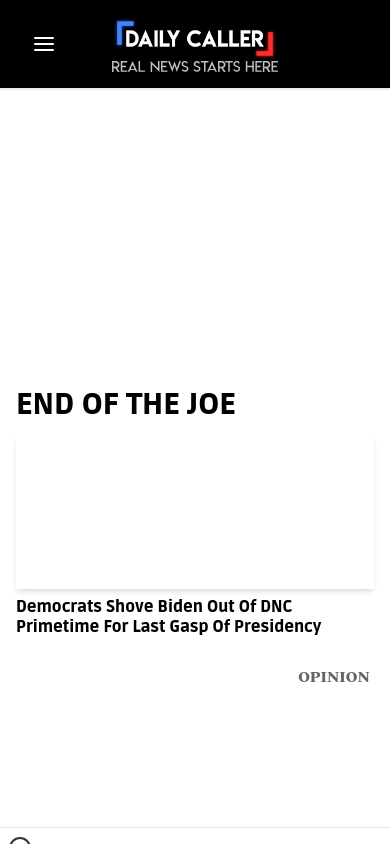 DAILY CALLER
REAL NEWS STARTS HERE
END OF THE JOE
Democrats Shove Biden Out Of DNC
Primetime For Last Gasp Of Presidency
OPINION